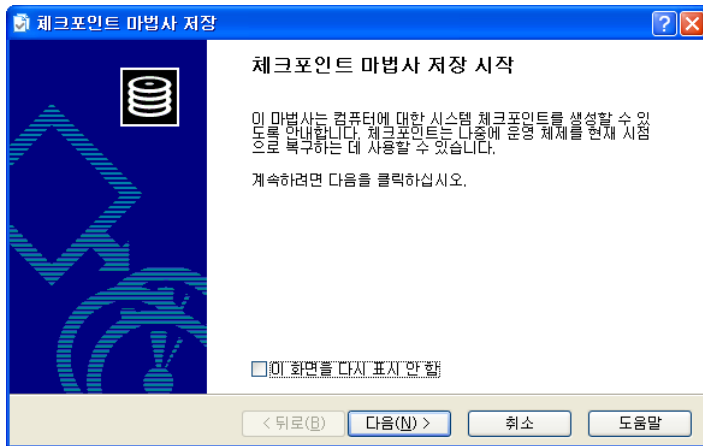 체크포인트 마법사 저장
체크포인트 마법사 저장 시작
이 마법사는 컴퓨터에 대한 시스템 체크포인트를 생성할 수 있
도록 안내합니다. 체크포인트는 나중에 운영 체제를 현재 시점
으로 복구하는 데 사용할 수 있습니다.
계속하려면 다음을 클릭하십시오.
이 화면을 다시 표시 안 함
< 뒤로(B) 다음(N) > 취소 도움말